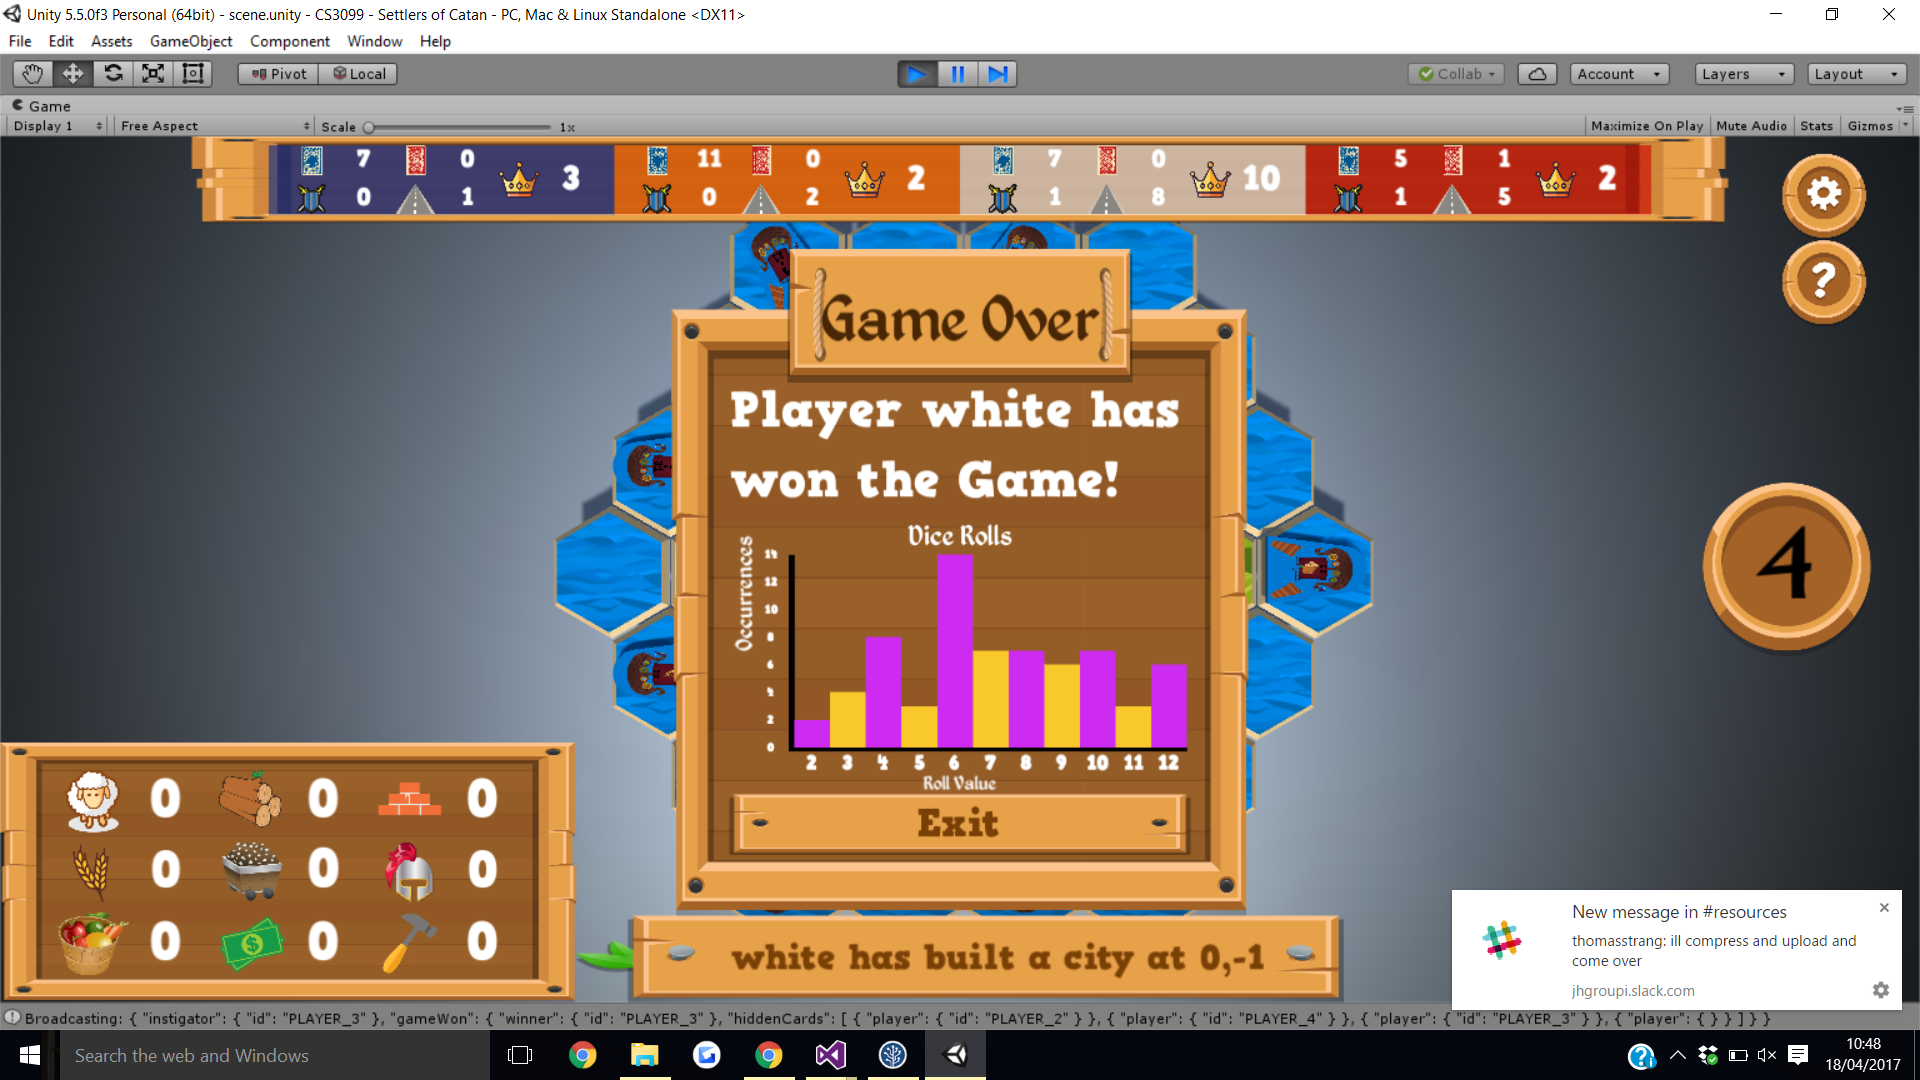 Unity 5.5.0f3 Personal (64bit) - scene.unity - CS3099 - Settlers of Catan - PC, Mac & Linux Standalone <DX11>
File Edit Assets GameObject Component Window Help
Pivot Local Collab Account Layers Layout
Game
Display 1 Free Aspect Scale 1x Maximize On Play Mute Audio Stats Gizmos
7 0 3 11 0 2 7 0 10 5 1 2
0 1 0 2 1 8 1 5
?
Game Over
Player white has
won the Game!
Dice Rolls
Occurrences
14
12
10
8
6
4
2
0
2 3 4 5 6 7 8 9 10 11 12
Roll Value
Exit
4
0 0 0
0 0 0
0 $ 0 0
white has built a city at 0,-1
New message in #resources
thomasstrang: ill compress and upload and
come over
jhgroupi.slack.com
Broadcasting: { "instigator": { "id": "PLAYER_3" }, "gameWon": { "winner": { "id": "PLAYER_3" }, "hiddenCards": [ { "player": { "id": "PLAYER_2" } }, { "player": { "id": "PLAYER_4" } }, { "player": { "id": "PLAYER_3" } }, { "player": { } } ] } }
Search the web and Windows
10:48
18/04/2017